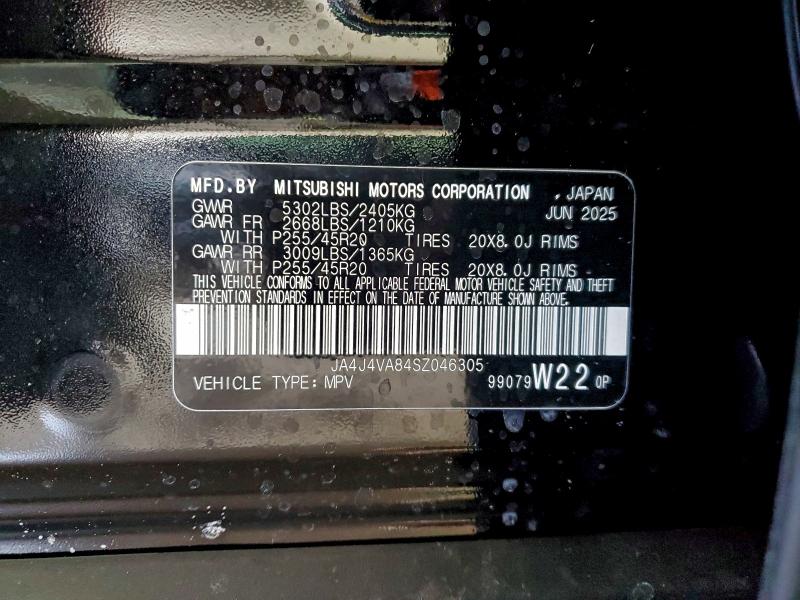 MFD.BY MITSUBISHI MOTORS CORPORATION , JAPAN
GVWR 5302LBS/2405KG JUN 2025
GAWR FR 2668LBS/1210KG
WITH P255/45R20 TIRES 20X8.0J RIMS
GAWR RR 3009LBS/1365KG
WITH P255/45R20 TIRES 20X8.0J RIMS
THIS VEHICLE CONFORMS TO ALL APPLICABLE FEDERAL MOTOR VEHICLE SAFETY AND THEFT
PREVENTION STANDARDS IN EFFECT ON THE DATE OF MANUFACTURE SHOWN ABOVE.
JA4J4VA84SZ046305
VEHICLE TYPE: MPV 99079 W22 0P